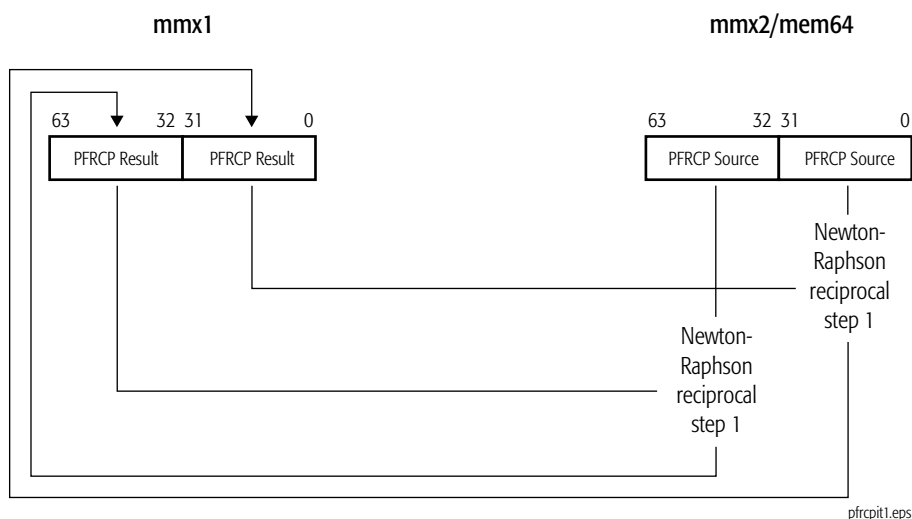 mmx1
mmx2/mem64
63 32 31 0
63 32 31 0
PFRCP Result
PFRCP Result
PFRCP Source
PFRCP Source
Newton-
Raphson
reciprocal
step 1
Newton-
Raphson
reciprocal
step 1
pfrcpit1.eps